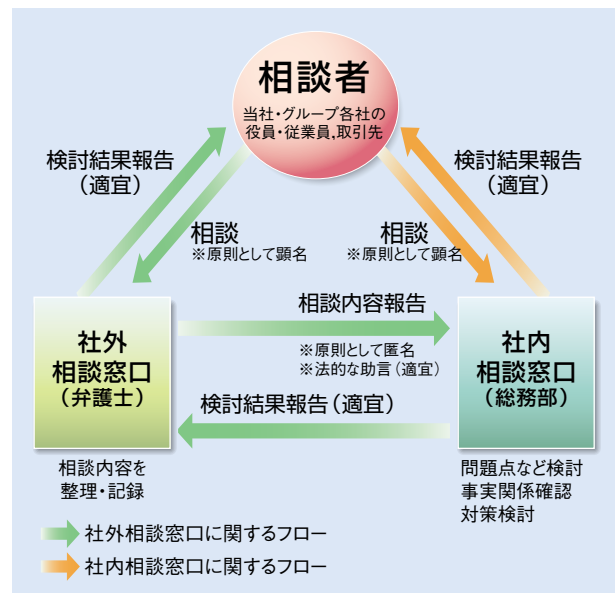 相談者
当社・グループ各社の
役員・従業員,取引先
検討結果報告
（適宜）
検討結果報告
（適宜）
相談
※原則として顕名
相談
※原則として顕名
相談内容報告
※原則として匿名
※法的な助言（適宜）
検討結果報告（適宜）
社外
相談窓口
（弁護士）
社内
相談窓口
（総務部）
相談内容を
整理・記録
問題点など検討
事実関係確認
対策検討
社外相談窓口に関するフロー
社内相談窓口に関するフロー